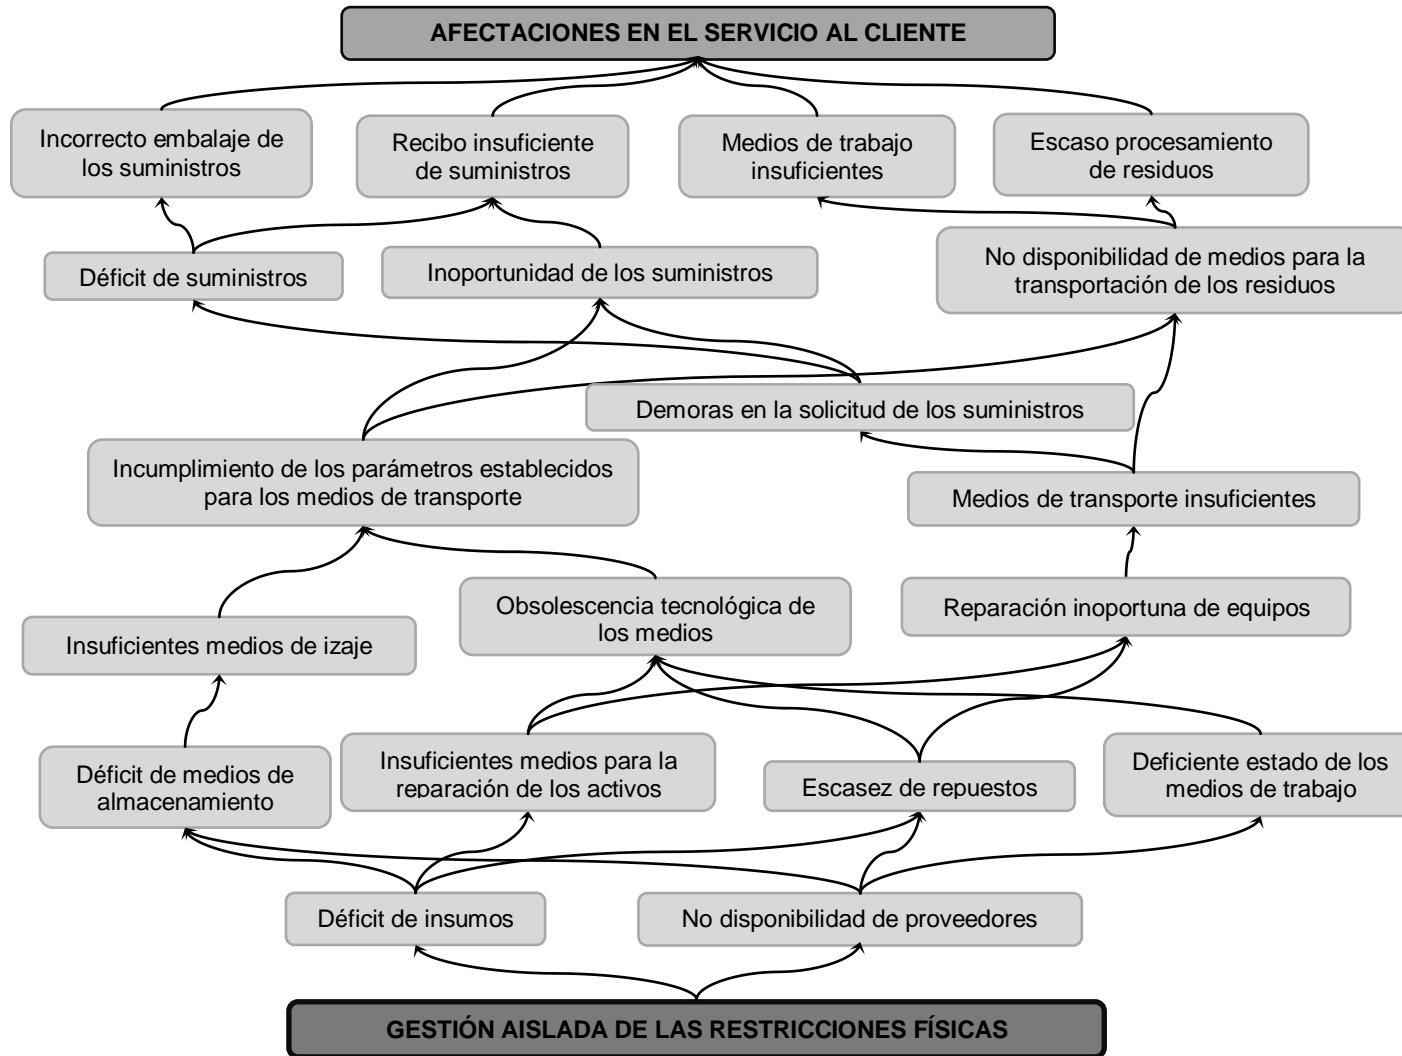 AFECTACIONES EN EL SERVICIO AL CLIENTE
Incorrecto embalaje de
los suministros
Recibo insuficiente
de suministros
Medios de trabajo
insuficientes
Escaso procesamiento
de residuos
Déficit de suministros
Inoportunidad de los suministros
No disponibilidad de medios para la
transportación de los residuos
Demoras en la solicitud de los suministros
Incumplimiento de los parámetros establecidos
para los medios de transporte
Medios de transporte insuficientes
Insuficientes medios de izaje
Obsolescencia tecnológica de
los medios
Reparación inoportuna de equipos
Déficit de medios de
almacenamiento
Insuficientes medios para la
reparación de los activos
Escasez de repuestos
Deficiente estado de los
medios de trabajo
Déficit de insumos
No disponibilidad de proveedores
GESTIÓN AISLADA DE LAS RESTRICCIONES FÍSICAS